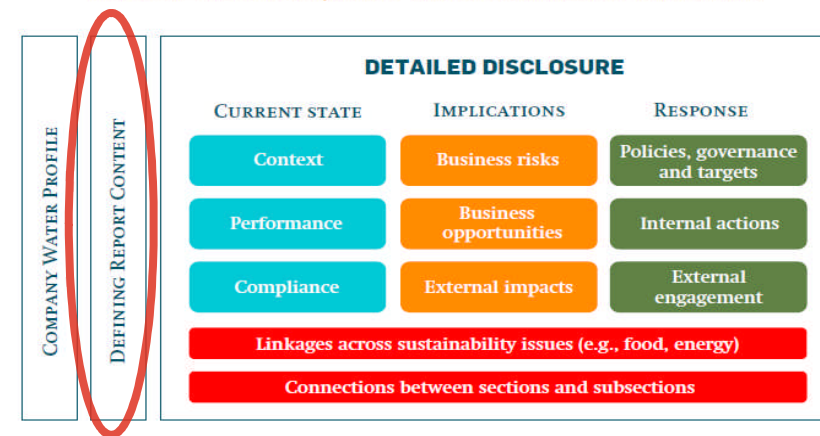 COMPANY WATER PROFILE
DEFINING REPORT CONTENT
DETAILED DISCLOSURE
CURRENT STATE
IMPLICATIONS
RESPONSE
Context
Business risks
Policies, governance
and targets
Performance
Business
opportunities
Internal actions
Compliance
External impacts
External
engagement
Linkages across sustainability issues (e.g., food, energy)
Connections between sections and subsections